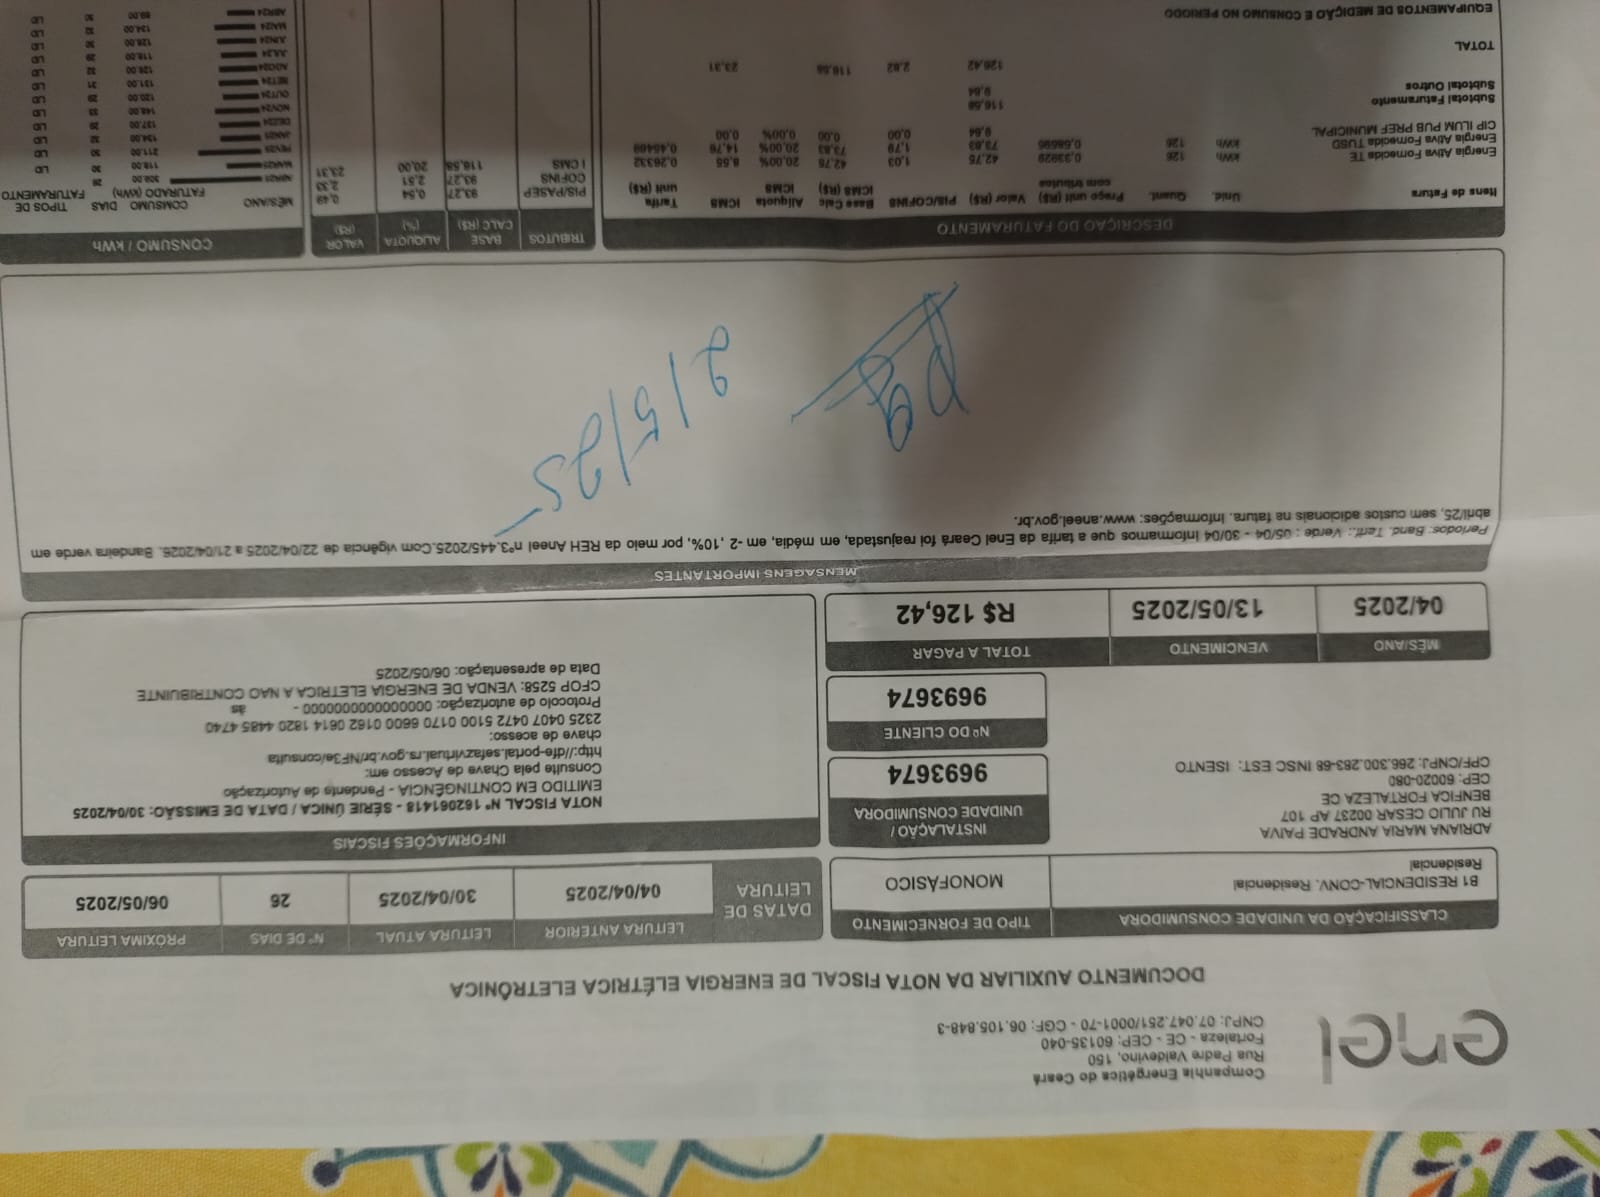 enel
Companhia Energética do Ceará
Rua Padre Valdevino, 150
Fortaleza - CE - CEP: 60135-040
CNPJ: 07.047.251/0001-70 - CGF: 06.105.848-3
DOCUMENTO AUXILIAR DA NOTA FISCAL DE ENERGIA ELÉTRICA ELETRÔNICA
CLASSIFICAÇÃO DA UNIDADE CONSUMIDORA
B1 RESIDENCIAL-CONV. Residencial
Residencial
TIPO DE FORNECIMENTO
MONOFÁSICO
DATAS DE LEITURA
LEITURA ANTERIOR LEITURA ATUAL Nº DE DIAS PRÓXIMA LEITURA
04/04/2025 30/04/2025 26 06/05/2025
ADRIANA MARIA ANDRADE PAIVA
RU JULIO CESAR 00237 AP 107
BENFICA FORTALEZA CE
CEP: 60020-080
CPF/CNPJ: 266.300.283-68 INSC EST: ISENTO
INSTALAÇÃO /
UNIDADE CONSUMIDORA
9693674
Nº DO CLIENTE
9693674
MÊS/ANO VENCIMENTO TOTAL A PAGAR
04/2025 13/05/2025 R$ 126,42
INFORMAÇÕES FISCAIS
NOTA FISCAL Nº 162061418 - SÉRIE ÚNICA / DATA DE EMISSÃO: 30/04/2025
EMITIDO EM CONTINGÊNCIA - Pendente de Autorização
Consulte pela Chave de Acesso em:
http://dfe-portal.sefazvirtual.rs.gov.br/NF3e/consulta
chave de acesso:
2325 0407 0472 5100 0170 6600 0162 0614 1820 4485 4740
Protocolo de autorização: 0000000000000000 - às
CFOP 5258: VENDA DE ENERGIA ELETRICA A NAO CONTRIBUINTE
Data de apresentação: 06/05/2025
MENSAGENS IMPORTANTES
Periodos: Band. Tarif.: Verde : 05/04 - 30/04 Informamos que a tarifa da Enel Ceará foi reajustada, em média, em -2 ,10%, por meio da REH Aneel nº3.445/2025.Com vigência de 22/04/2025 a 21/04/2026. Bandeira verde em
abril/25, sem custos adicionais na fatura. Informações: www.aneel.gov.br.
pg
2/5/25
DESCRIÇÃO DO FATURAMENTO
Itens de Fatura Unid. Quant. Preço unit (R$) com tributos Valor (R$) PIS/COFINS Base Calc ICMS (R$) Aliquota ICMS ICMS Tarifa unit (R$)
Energia Ativa Fornecida TE kWh 126 0,33929 42,75 1,03 42,75 20,00% 8,55 0,26332
Energia Ativa Fornecida TUSD kWh 126 0,58595 73,83 1,79 73,83 20,00% 14,76 0,45469
CIP ILUM PUB PREF MUNICIPAL 9,84 0,00 0,00 0,00% 0,00
Subtotal Faturamento 116,58
Subtotal Outros 9,84
TOTAL 126,42 2,82 116,58 23,31
EQUIPAMENTOS DE MEDIÇÃO E CONSUMO NO PERIODO
TRIBUTOS BASE CALC (R$) ALIQUOTA (%) VALOR (R$)
PIS/PASEP 93,27 0,54 0,49
COFINS 93,27 2,51 2,33
ICMS 116,58 20,00 23,31
CONSUMO / kWh
MÊS/ANO CONSUMO FATURADO (kWh) DIAS TIPOS DE FATURAMENTO
ABR25 309,00 26
MAR25 118,00 30 LID
FEV25 211,00 30 LID
JAN25 134,00 32 LID
DEZ24 137,00 29 LID
NOV24 148,00 33 LID
OUT24 120,00 29 LID
SET24 131,00 31 LID
AGO24 129,00 32 LID
JUL24 118,00 29 LID
JUN24 126,00 30 LID
MAI24 134,00 32 LID
ABR24 89,00 30 LID